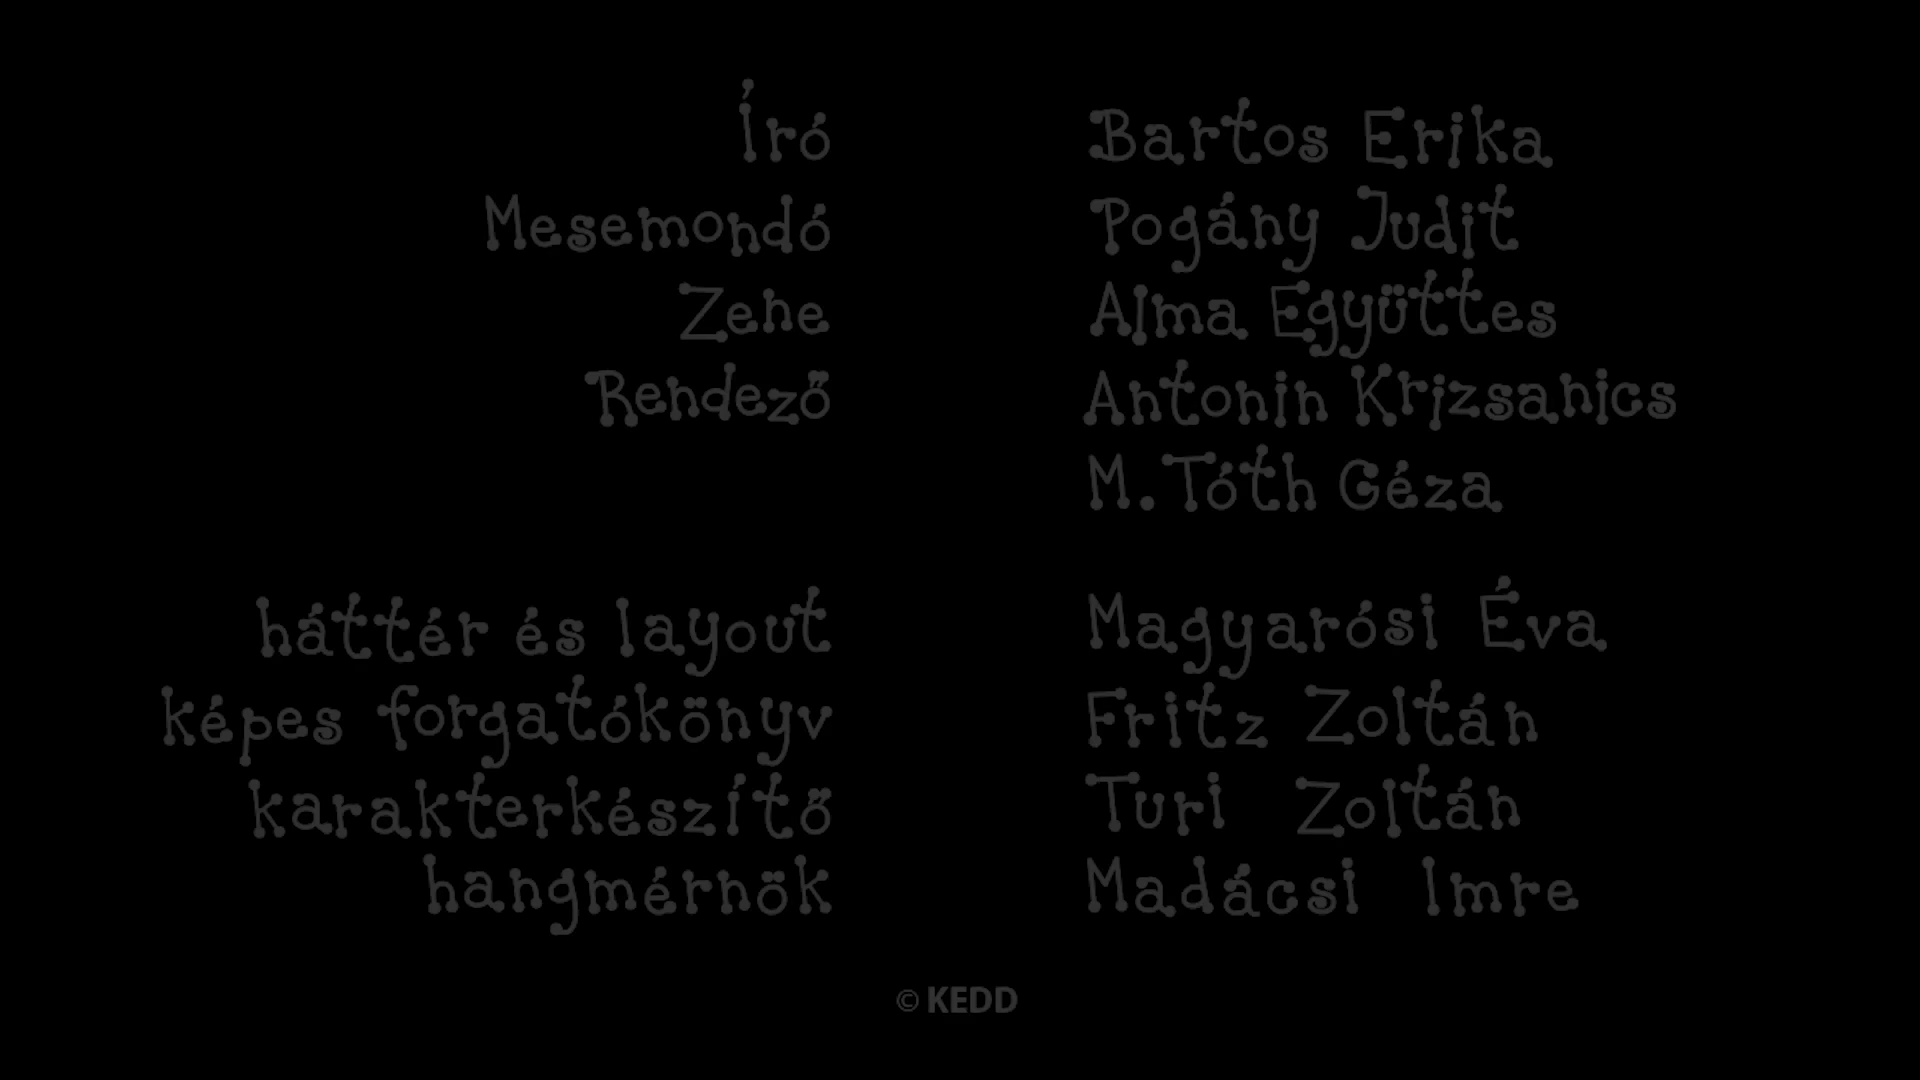 Író Bartos Erika
Mesemondó Pogány Judit
Zene Alma Együttes
Rendező Antonin Krizsanics
M. Tóth Géza
háttér és layout Magyarósi Éva
képes forgatókönyv Fritz Zoltán
karakterkészítő Turi Zoltán
hangmérnök Madácsi Imre
© KEDD